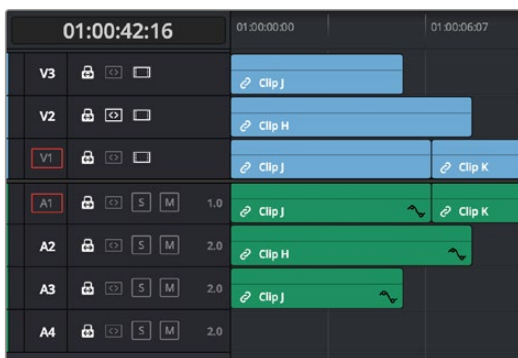 01:00:42:16 01:00:00:00 01:00:06:07
V3 Clip J
V2 Clip H
V1 Clip J Clip K
A1 S M 1.0 Clip J Clip K
A2 S M 2.0 Clip H
A3 S M 2.0 Clip J
A4 S M 2.0